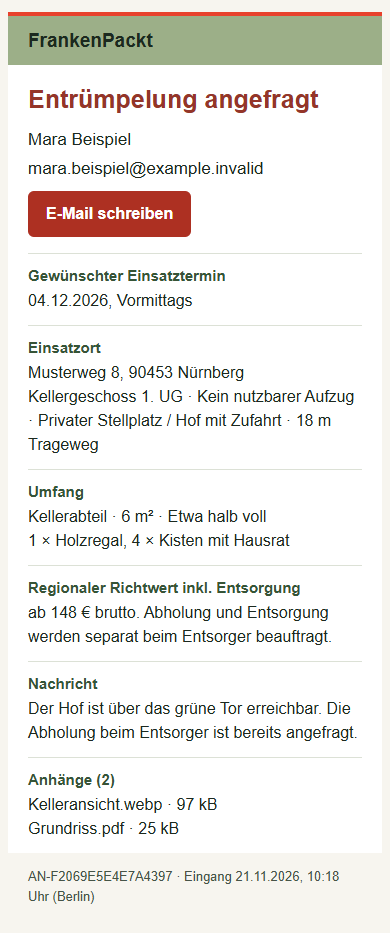 FrankenPackt
Entrümpelung angefragt
Mara Beispiel
mara.beispiel@example.invalid
E-Mail schreiben
Gewünschter Einsatztermin
04.12.2026, Vormittags
Einsatzort
Musterweg 8, 90453 Nürnberg
Kellergeschoss 1. UG · Kein nutzbarer Aufzug
· Privater Stellplatz / Hof mit Zufahrt · 18 m
Trageweg
Umfang
Kellerabteil · 6 m² · Etwa halb voll
1 × Holzregal, 4 × Kisten mit Hausrat
Regionaler Richtwert inkl. Entsorgung
ab 148 € brutto. Abholung und Entsorgung
werden separat beim Entsorger beauftragt.
Nachricht
Der Hof ist über das grüne Tor erreichbar. Die
Abholung beim Entsorger ist bereits angefragt.
Anhänge (2)
Kelleransicht.webp · 97 kB
Grundriss.pdf · 25 kB
AN-F2069E5E4E7A4397 · Eingang 21.11.2026, 10:18
Uhr (Berlin)